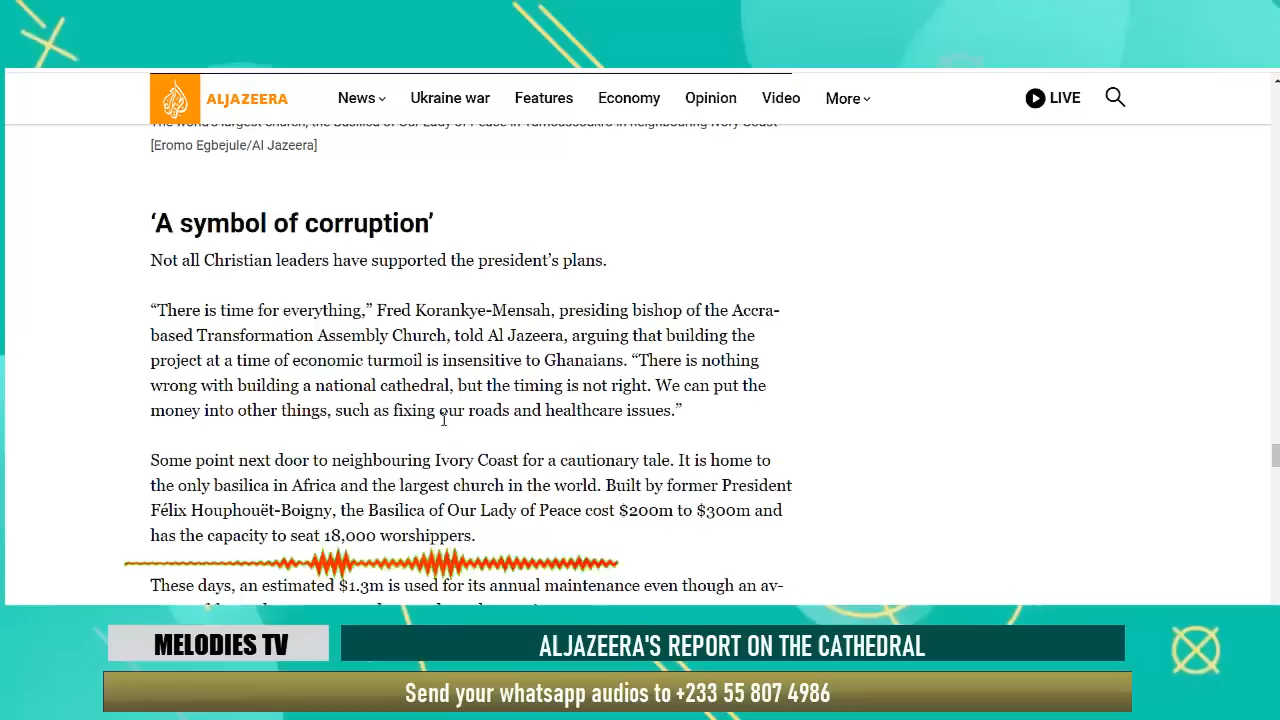 ALJAZEERA
News
Ukraine war
Features
Economy
Opinion
Video
More
LIVE
The world's largest church, the Basilica of Our Lady of Peace in Yamoussoukro in neighbouring Ivory Coast
[Eromo Egbejule/Al Jazeera]
‘A symbol of corruption’
Not all Christian leaders have supported the president’s plans.
“There is time for everything,” Fred Korankye-Mensah, presiding bishop of the Accra-
based Transformation Assembly Church, told Al Jazeera, arguing that building the
project at a time of economic turmoil is insensitive to Ghanaians. “There is nothing
wrong with building a national cathedral, but the timing is not right. We can put the
money into other things, such as fixing our roads and healthcare issues.”
Some point next door to neighbouring Ivory Coast for a cautionary tale. It is home to
the only basilica in Africa and the largest church in the world. Built by former President
Félix Houphouët-Boigny, the Basilica of Our Lady of Peace cost $200m to $300m and
has the capacity to seat 18,000 worshippers.
These days, an estimated $1.3m is used for its annual maintenance even though an av-
MELODIES TV
ALJAZEERA'S REPORT ON THE CATHEDRAL
Send your whatsapp audios to +233 55 807 4986